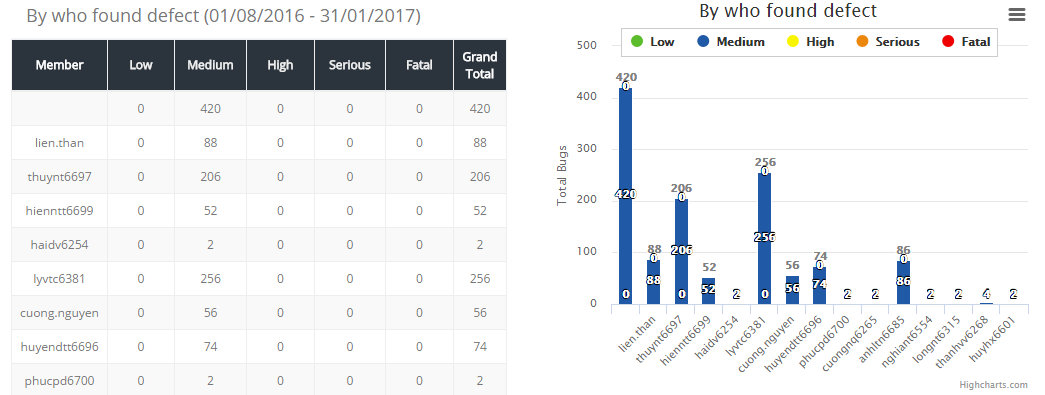 By who found defect (01/08/2016 - 31/01/2017)
Member Low Medium High Serious Fatal Grand Total
0 420 0 0 0 420
lien.than 0 88 0 0 0 88
thuynt6697 0 206 0 0 0 206
hienntt6699 0 52 0 0 0 52
haidv6254 0 2 0 0 0 2
lyvtc6381 0 256 0 0 0 256
cuong.nguyen 0 56 0 0 0 56
huyendtt6696 0 74 0 0 0 74
phucpd6700 0 2 0 0 0 2
By who found defect
Low Medium High Serious Fatal
Total Bugs
500
400
300
200
100
0
420 0 420 0
88 0 88
206 0 206 0
52 52
2
256 0 256 0
56 56
74 0 74
2
2
86 0 86
2
2
4
2
lien.than
thuynt6697
hienntt6699
haidv6254
lyvtc6381
cuong.nguyen
huyendtt6696
phucpd6700
cuongnq6265
anhltn6685
nghiant6554
longnt6315
thanhvv6268
huyhx6601
Highcharts.com